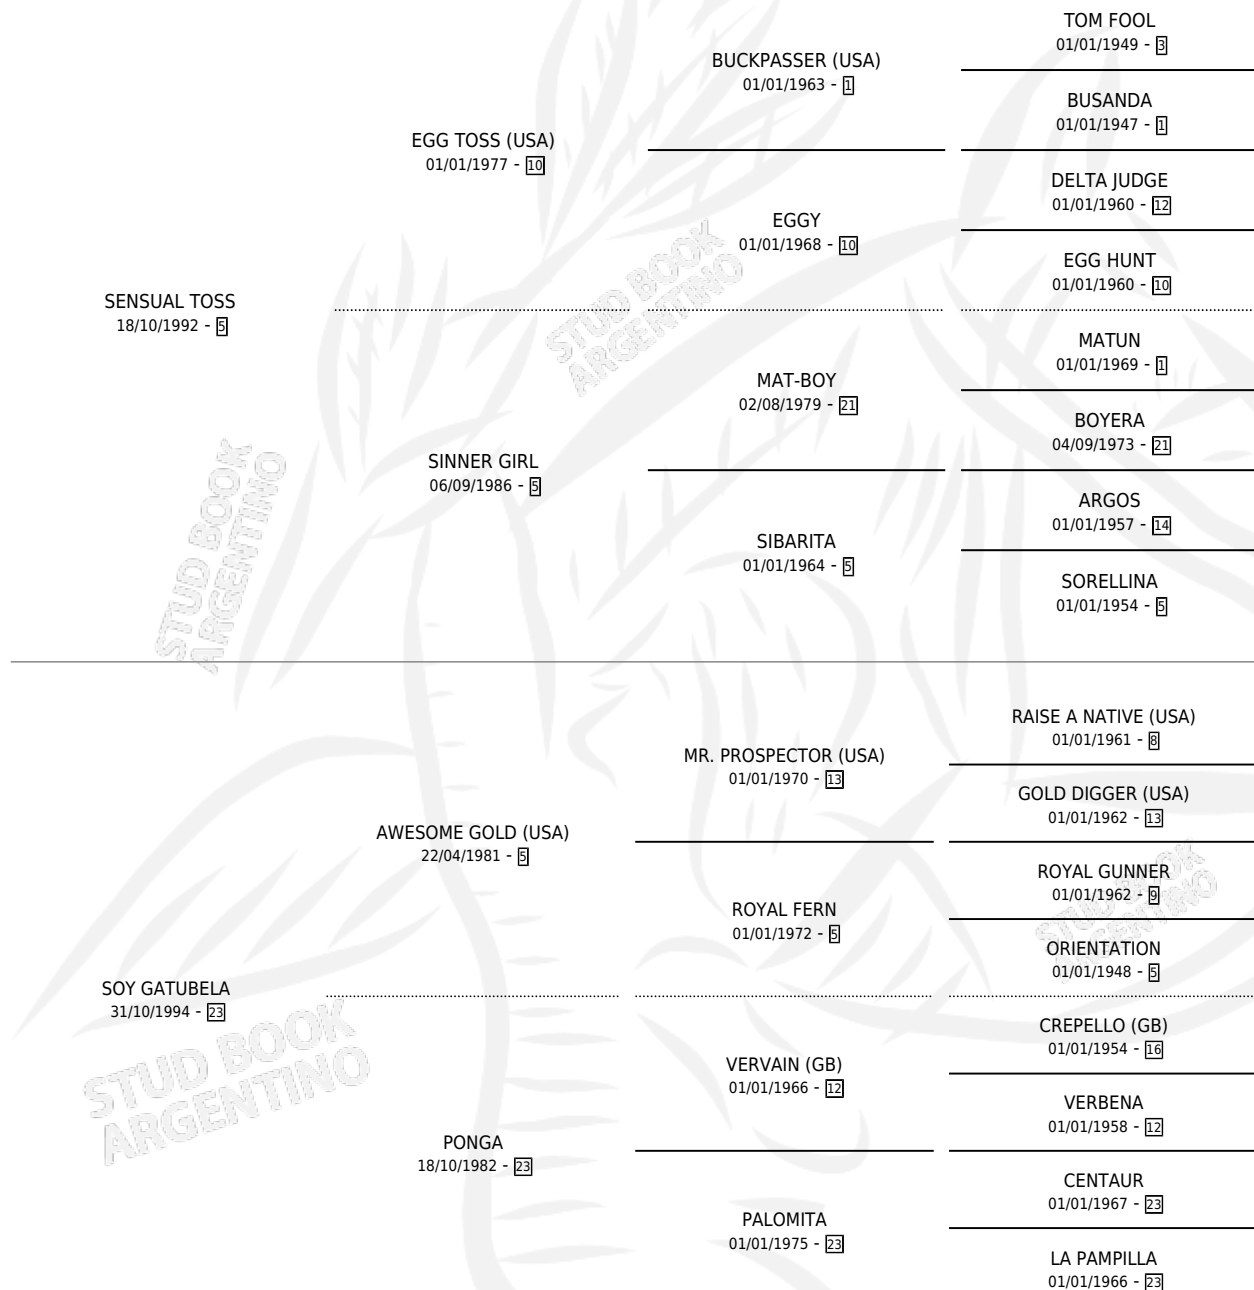 TOM FOOL
01/01/1949 - 3
BUCKPASSER (USA)
01/01/1963 - 1
BUSANDA
01/01/1947 - 1
EGG TOSS (USA)
01/01/1977 - 10
DELTA JUDGE
01/01/1960 - 12
EGGY
01/01/1968 - 10
EGG HUNT
01/01/1960 - 10
SENSUAL TOSS
18/10/1992 - 5
STUD BOOK
ARGENTINO
MATUN
01/01/1969 - 1
MAT-BOY
02/08/1979 - 21
BOYERA
04/09/1973 - 21
SINNER GIRL
06/09/1986 - 5
ARGOS
01/01/1957 - 14
SIBARITA
01/01/1964 - 5
SORELLINA
01/01/1954 - 5
STUD BOOK
ARGENTINO
RAISE A NATIVE (USA)
01/01/1961 - 8
MR. PROSPECTOR (USA)
01/01/1970 - 13
GOLD DIGGER (USA)
01/01/1962 - 13
AWESOME GOLD (USA)
22/04/1981 - 5
ROYAL GUNNER
01/01/1962 - 9
ROYAL FERN
01/01/1972 - 5
STUD BOOK
ARGENTINO
ORIENTATION
01/01/1948 - 5
SOY GATUBELA
31/10/1994 - 23
STUD BOOK
ARGENTINO
CREPELLO (GB)
01/01/1954 - 16
VERVAIN (GB)
01/01/1966 - 12
VERBENA
01/01/1958 - 12
PONGA
18/10/1982 - 23
CENTAUR
01/01/1967 - 23
PALOMITA
01/01/1975 - 23
LA PAMPILLA
01/01/1966 - 23